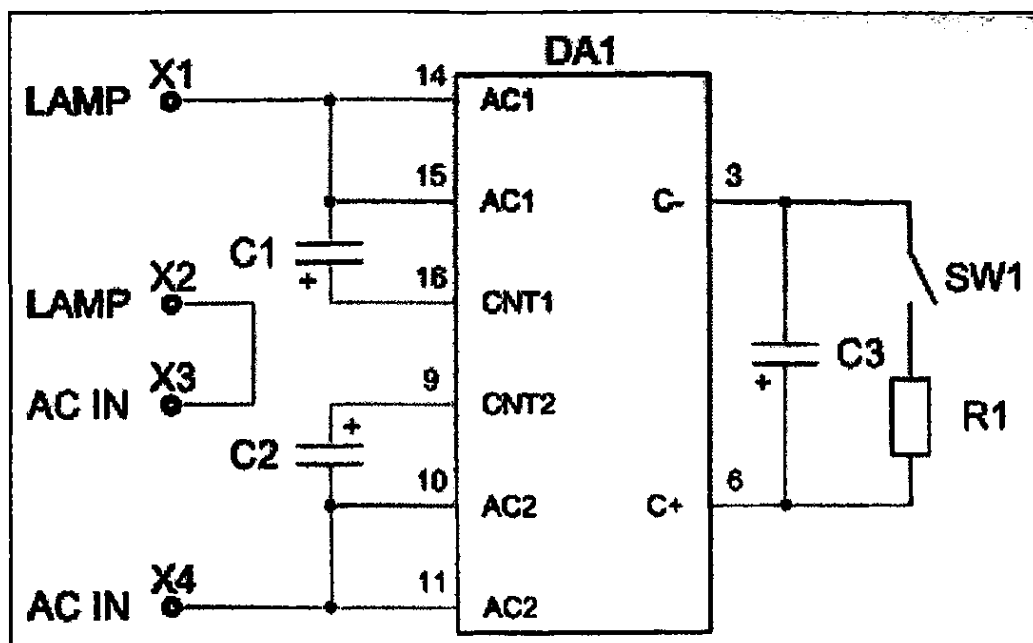 DA1
X1
LAMP
14
AC1
15
AC1
3
C-
C1
+
16
CNT1
SW1
X2
LAMP
C3
+
X3
AC IN
9
CNT2
R1
+
C2
10
AC2
6
C+
X4
AC IN
11
AC2